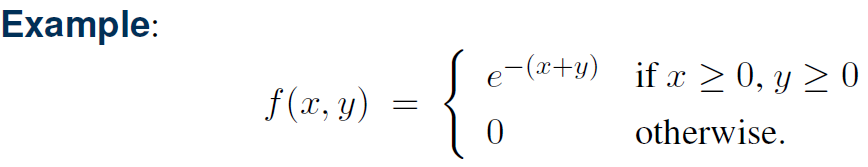 Example:
f(x, y) = { e^{-(x+y)} if x ≥ 0, y ≥ 0
0 otherwise.